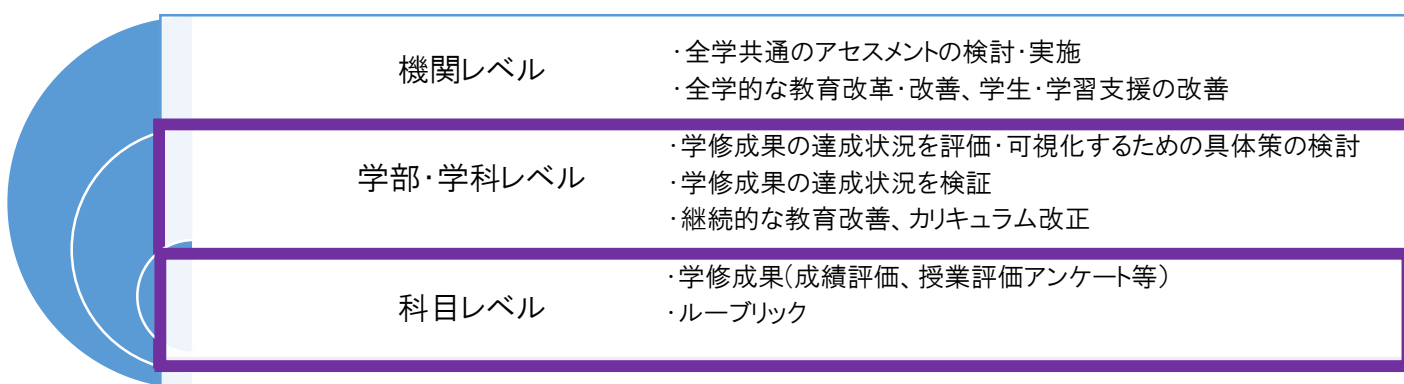 機関レベル
・全学共通のアセスメントの検討・実施
・全学的な教育改革・改善、学生・学習支援の改善
学部・学科レベル
・学修成果の達成状況を評価・可視化するための具体策の検討
・学修成果の達成状況を検証
・継続的な教育改善、カリキュラム改正
科目レベル
・学修成果(成績評価、授業評価アンケート等)
・ルーブリック